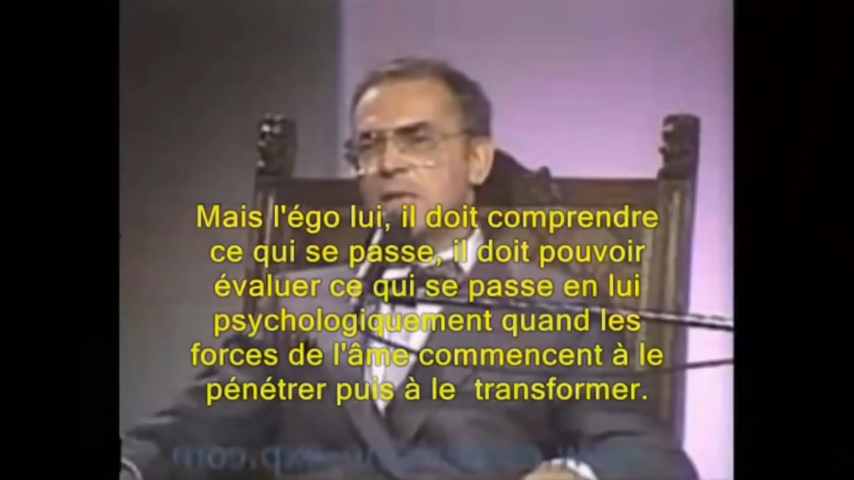 Mais l'égo lui, il doit comprendre
ce qui se passe, il doit pouvoir
évaluer ce qui se passe en lui
psychologiquement quand les
forces de l'âme commencent à le
pénétrer puis à le transformer.